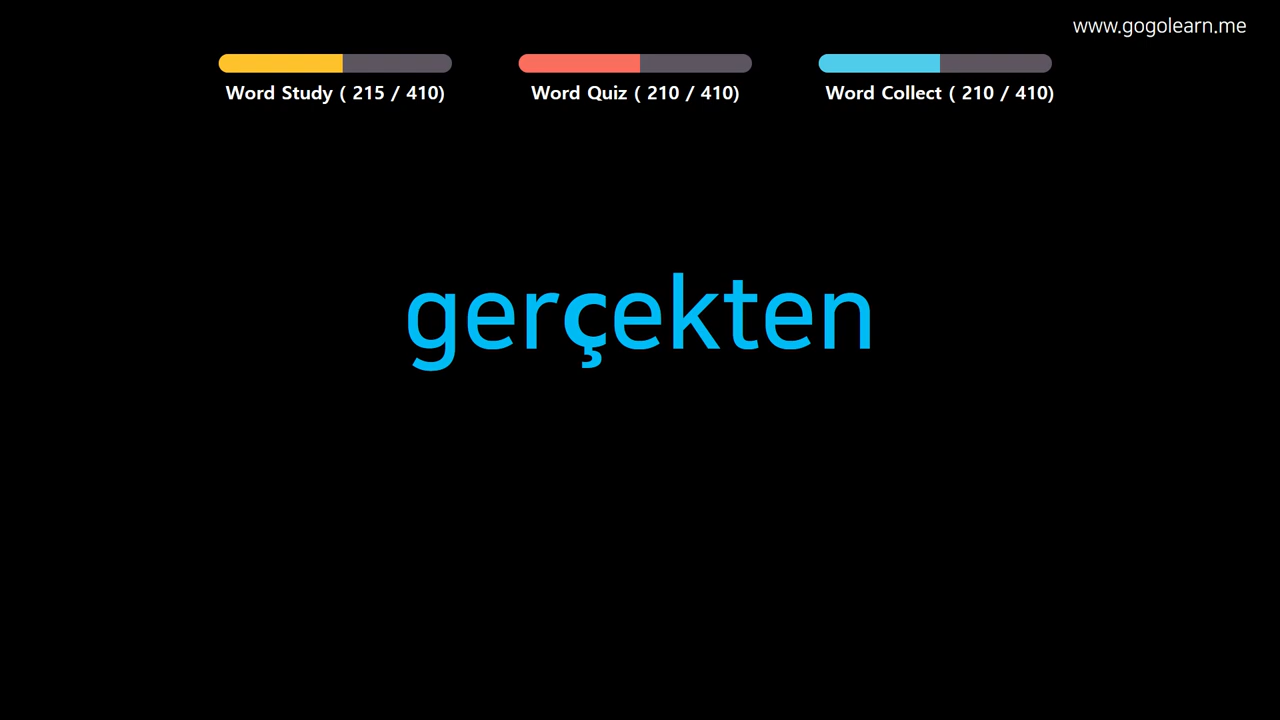 www.gogolearn.me
Word Study ( 215 / 410)
Word Quiz ( 210 / 410)
Word Collect ( 210 / 410)
gerçekten